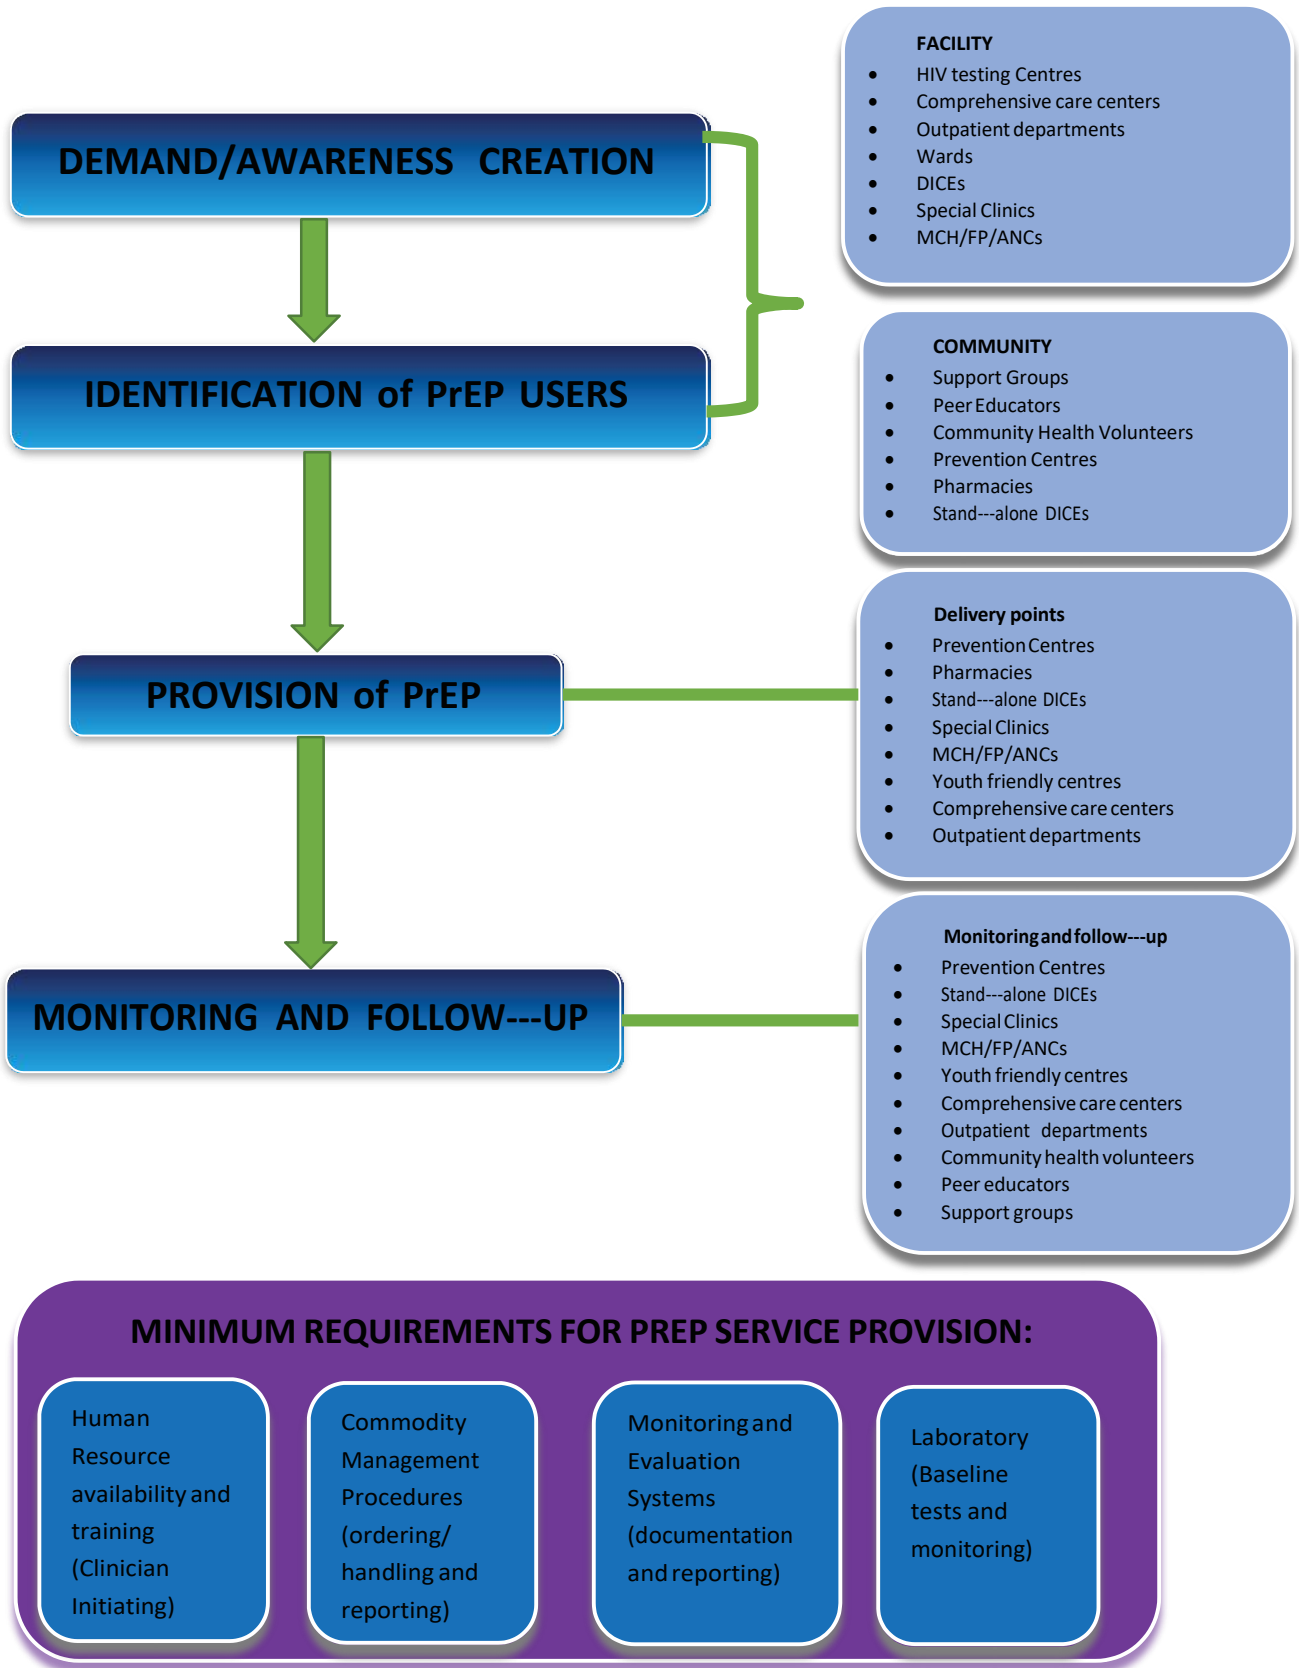 DEMAND/AWARENESS CREATION
IDENTIFICATION of PrEP USERS
PROVISION of PrEP
MONITORING AND FOLLOW---UP
FACILITY
• HIV testing Centres
• Comprehensive care centers
• Outpatient departments
• Wards
• DICEs
• Special Clinics
• MCH/FP/ANCs
COMMUNITY
• Support Groups
• Peer Educators
• Community Health Volunteers
• Prevention Centres
• Pharmacies
• Stand---alone DICEs
Delivery points
• Prevention Centres
• Pharmacies
• Stand---alone DICEs
• Special Clinics
• MCH/FP/ANCs
• Youth friendly centres
• Comprehensive care centers
• Outpatient departments
Monitoring and follow---up
• Prevention Centres
• Stand---alone DICEs
• Special Clinics
• MCH/FP/ANCs
• Youth friendly centres
• Comprehensive care centers
• Outpatient departments
• Community health volunteers
• Peer educators
• Support groups
MINIMUM REQUIREMENTS FOR PREP SERVICE PROVISION:
Human
Resource
availability and
training
(Clinician
Initiating)
Commodity
Management
Procedures
(ordering/
handling and
reporting)
Monitoring and
Evaluation
Systems
(documentation
and reporting)
Laboratory
(Baseline
tests and
monitoring)